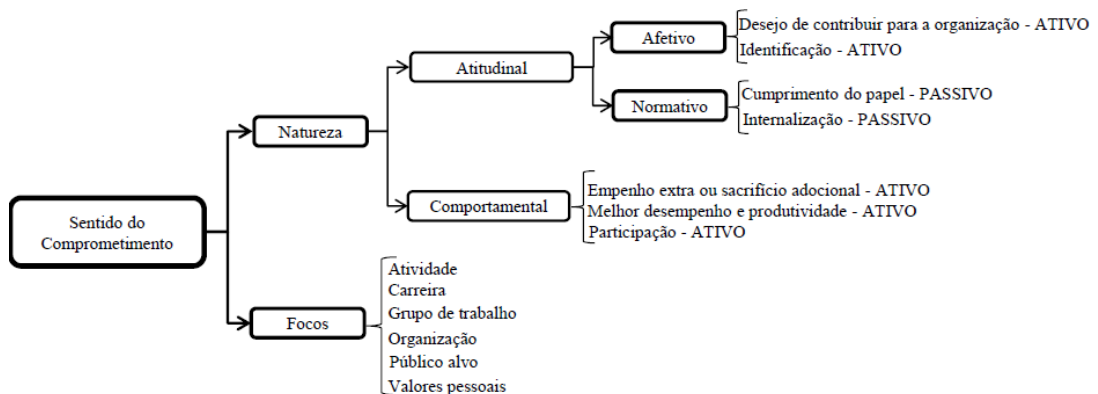 Desejo de contribuir para a organização - ATIVO
Afetivo
Identificação - ATIVO
Atitudinal
Cumprimento do papel - PASSIVO
Normativo
Internalização - PASSIVO
Natureza
Empenho extra ou sacrifício adocional - ATIVO
Comportamental
Melhor desempenho e produtividade - ATIVO
Participação - ATIVO
Sentido do
Comprometimento
Atividade
Carreira
Grupo de trabalho
Focos
Organização
Público alvo
Valores pessoais